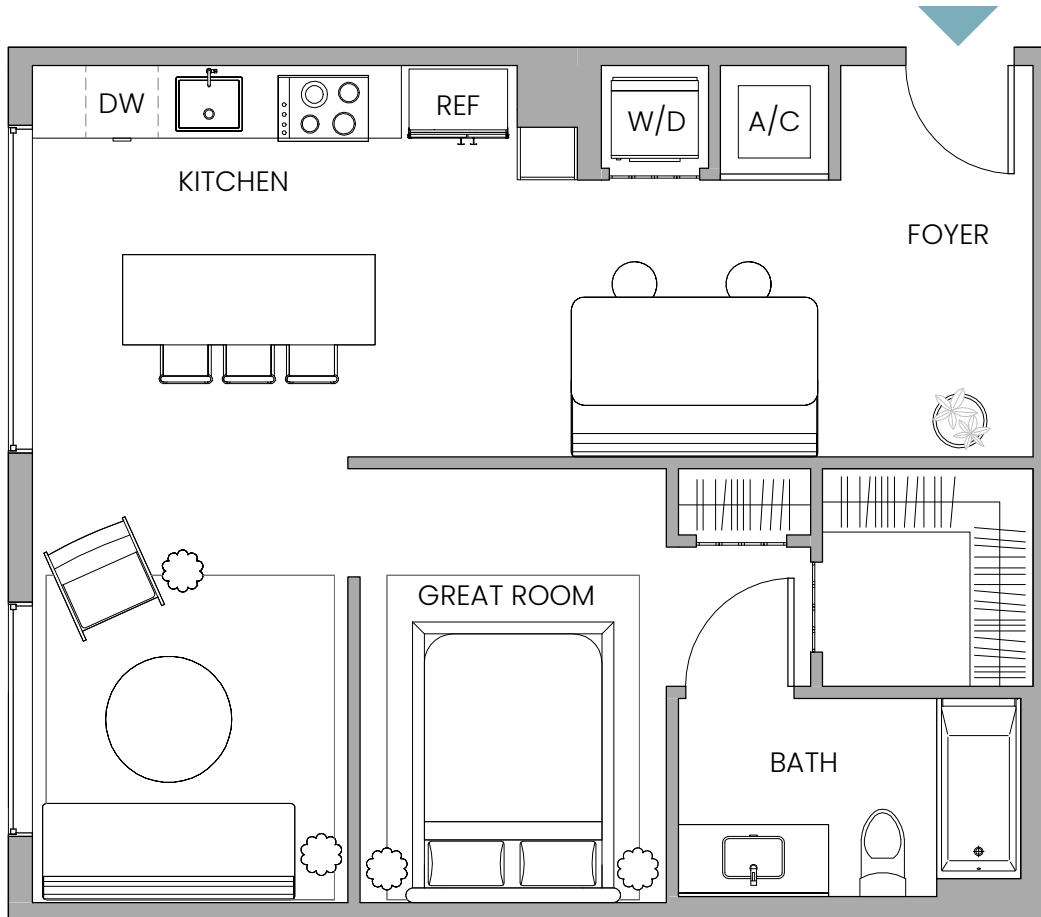 DW
REF
W/D
A/C
KITCHEN
FOYER
GREAT ROOM
BATH